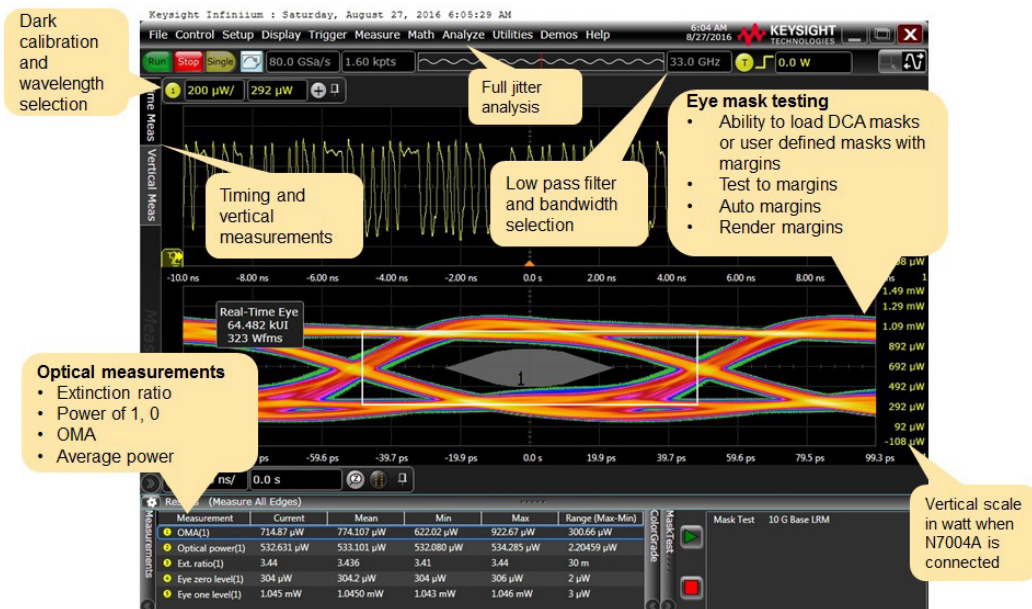 Keysight Infiniium : Saturday, August 27, 2016 6:05:29 AM
Dark
calibration
and
wavelength
selection
File Control Setup Display Trigger Measure Math Analyze Utilities Demos Help
6:04 AM
8/27/2016
KEYSIGHT
TECHNOLOGIES
Run Stop Single 80.0 GSa/s 1.60 kpts 33.0 GHz T 0.0 W
1 200 µW/ 292 µW
Full jitter
analysis
Eye mask testing
• Ability to load DCA masks
or user defined masks with
margins
• Test to margins
• Auto margins
• Render margins
Time Meas
Vertical Meas
Timing and
vertical
measurements
Low pass filter
and bandwidth
selection
-10.0 ns -8.00 ns -6.00 ns -4.00 ns -2.00 ns 0.0 s 2.00 ns 4.00 ns 6.00 ns 8.00 ns
1
1.49 mW
1.29 mW
1.09 mW
892 µW
692 µW
492 µW
292 µW
92 µW
-108 µW
Real-Time Eye
64.482 kUI
323 Wfms
1
Optical measurements
• Extinction ratio
• Power of 1, 0
• OMA
• Average power
ps -59.6 ps -39.7 ps -19.9 ps 0.0 s 19.9 ps 39.7 ps 59.6 ps 79.5 ps 99.3 ps
ns/ 0.0 s
(Measure All Edges)
Measurements
Measurement Current Mean Min Max Range (Max-Min)
OMA(1) 714.87 µW 774.107 µW 622.02 µW 922.67 µW 300.66 µW
Optical power(1) 532.631 µW 533.101 µW 532.080 µW 534.285 µW 2.20459 µW
Ext. ratio(1) 3.44 3.436 3.41 3.44 30 m
Eye zero level(1) 304 µW 304.2 µW 304 µW 306 µW 2 µW
Eye one level(1) 1.045 mW 1.0450 mW 1.043 mW 1.046 mW 3 µW
ColorGrade
MaskTest
Mask Test 10 G Base LRM
Vertical scale
in watt when
N7004A is
connected